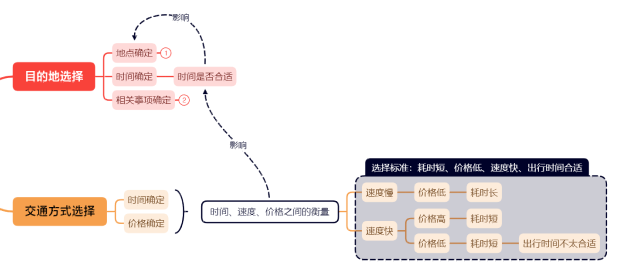 影响
地点确定 1
目的地选择
时间确定 时间是否合适
相关事项确定 2
影响
选择标准：耗时短、价格低、速度快、出行时间合适
速度慢 价格低 耗时长
交通方式选择
时间确定
价格确定
时间、速度、价格之间的衡量
速度快
价格高 耗时短
价格低 耗时短 出行时间不太合适